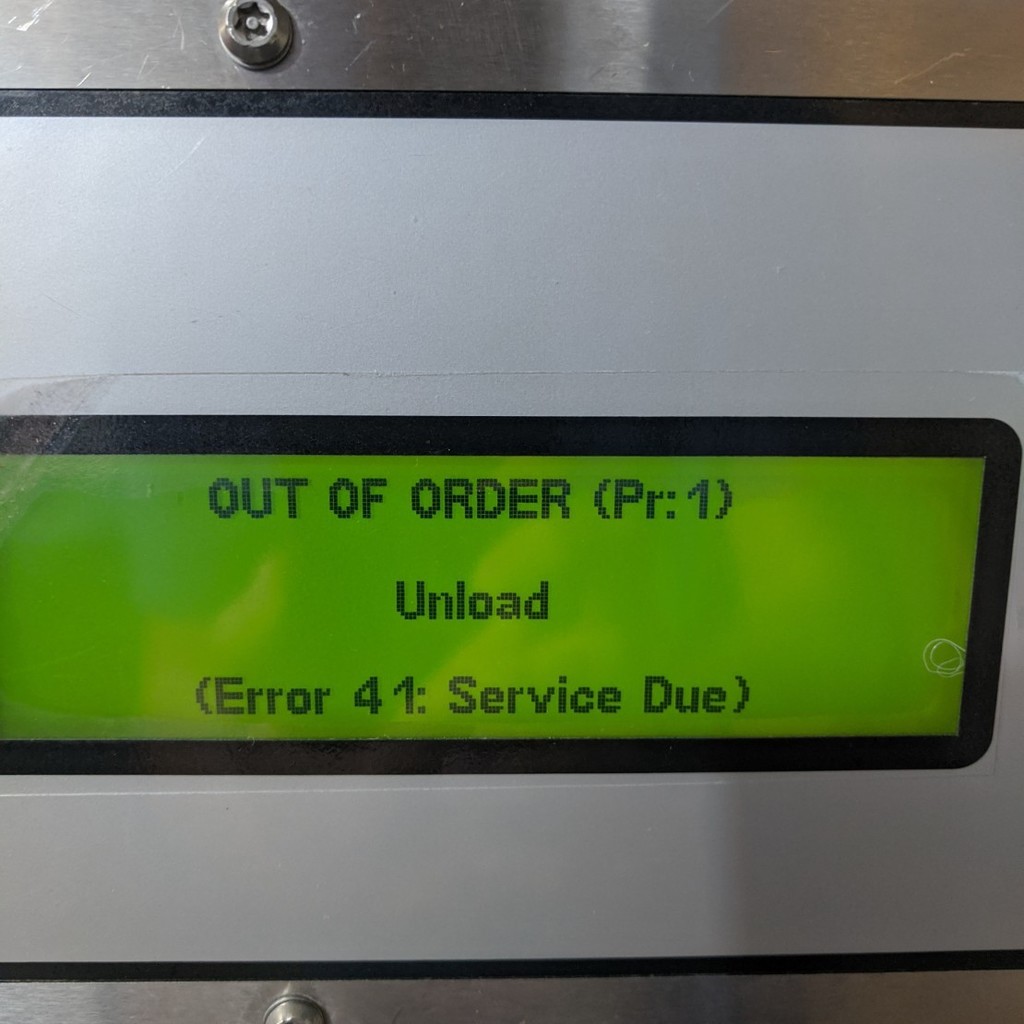 OUT OF ORDER (Pr:1)
Unload
(Error 41: Service Due)